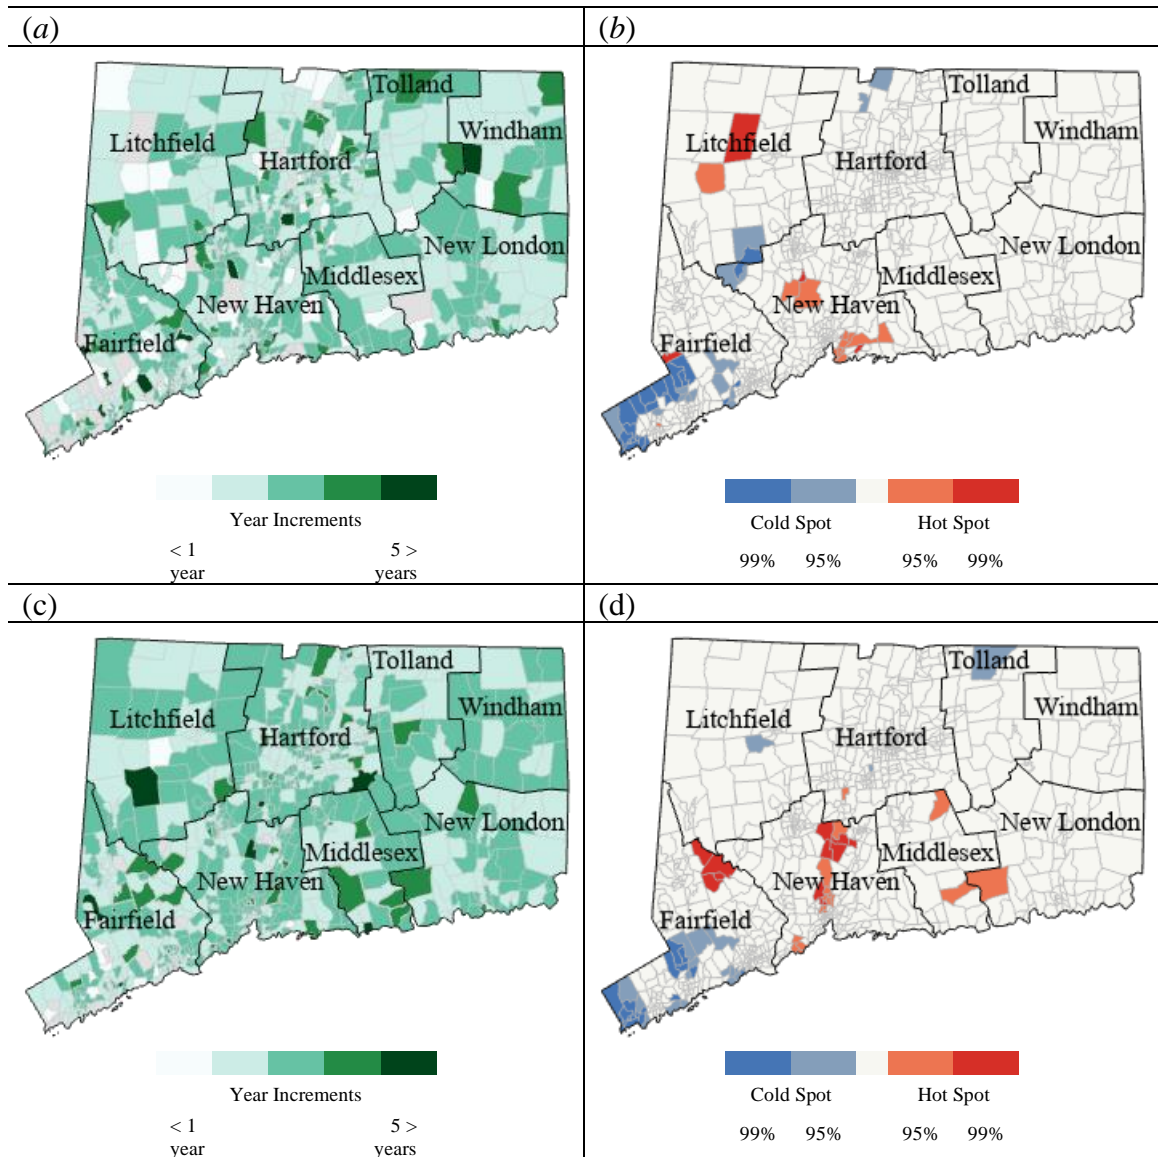 (a)
(b)
Tolland
Windham
Litchfield
Hartford
New London
Middlesex
New Haven
Fairfield
Year Increments
< 1
year
5 >
years
Tolland
Windham
Litchfield
Hartford
New London
Middlesex
New Haven
Fairfield
Cold Spot
Hot Spot
99%
95%
95%
99%
(c)
(d)
Tolland
Windham
Litchfield
Hartford
New London
Middlesex
New Haven
Fairfield
Year Increments
< 1
year
5 >
years
Tolland
Windham
Litchfield
Hartford
New London
Middlesex
New Haven
Fairfield
Cold Spot
Hot Spot
99%
95%
95%
99%